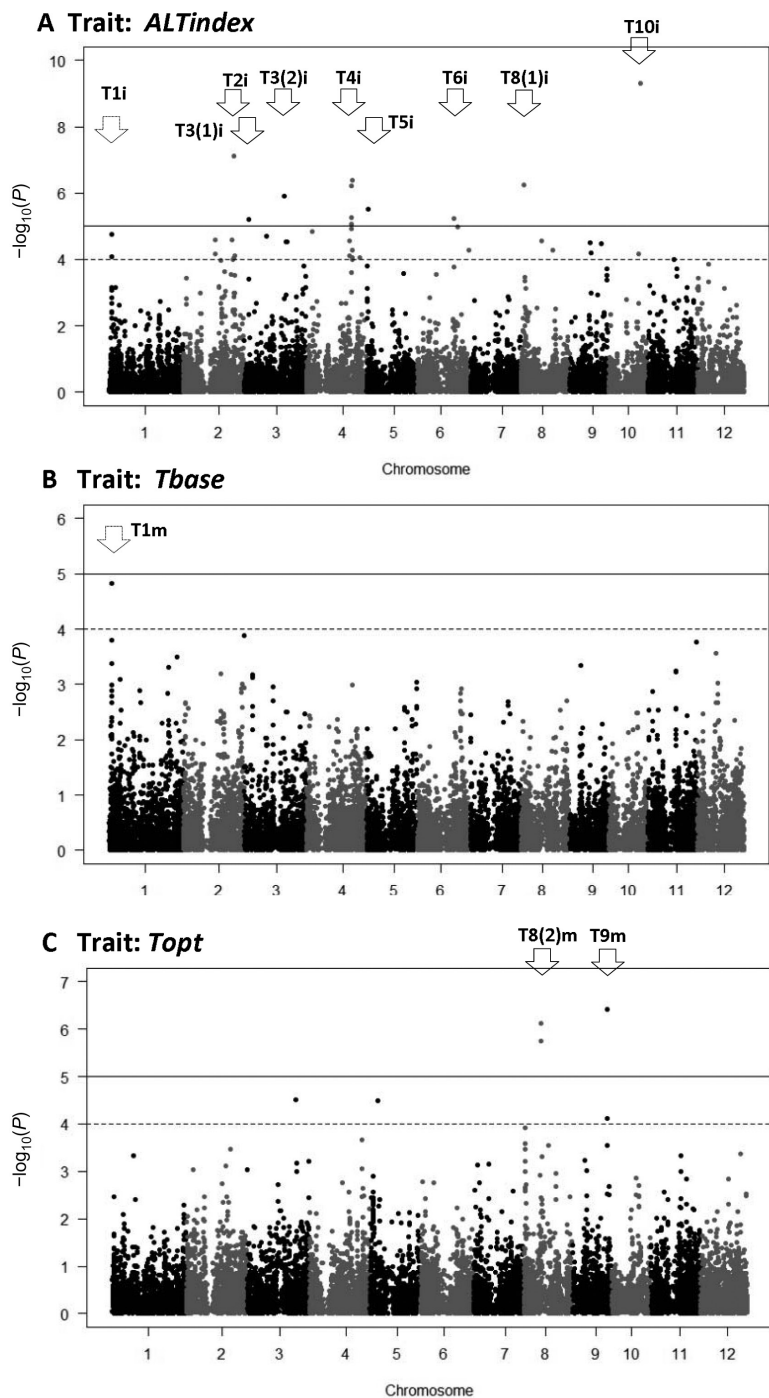 A Trait: ALTindex
T10i
10
T1i
T2i
T3(2)i
T4i
T6i
T8(1)i
8
T3(1)i
T5i
6
4
2
0
−log10(P)
1 2 3 4 5 6 7 8 9 10 11 12
Chromosome
B Trait: Tbase
6
T1m
5
4
3
2
1
0
−log10(P)
1 2 3 4 5 6 7 8 9 10 11 12
Chromosome
C Trait: Topt
T8(2)m
T9m
7
6
5
4
3
2
1
0
−log10(P)
1 2 3 4 5 6 7 8 9 10 11 12
Chromosome